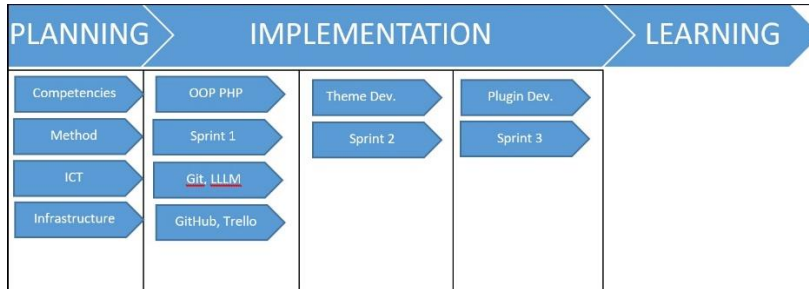 PLANNING
IMPLEMENTATION
LEARNING
Competencies
OOP PHP
Theme Dev.
Plugin Dev.
Method
Sprint 1
Sprint 2
Sprint 3
ICT
Git, LLLM
Infrastructure
GitHub, Trello